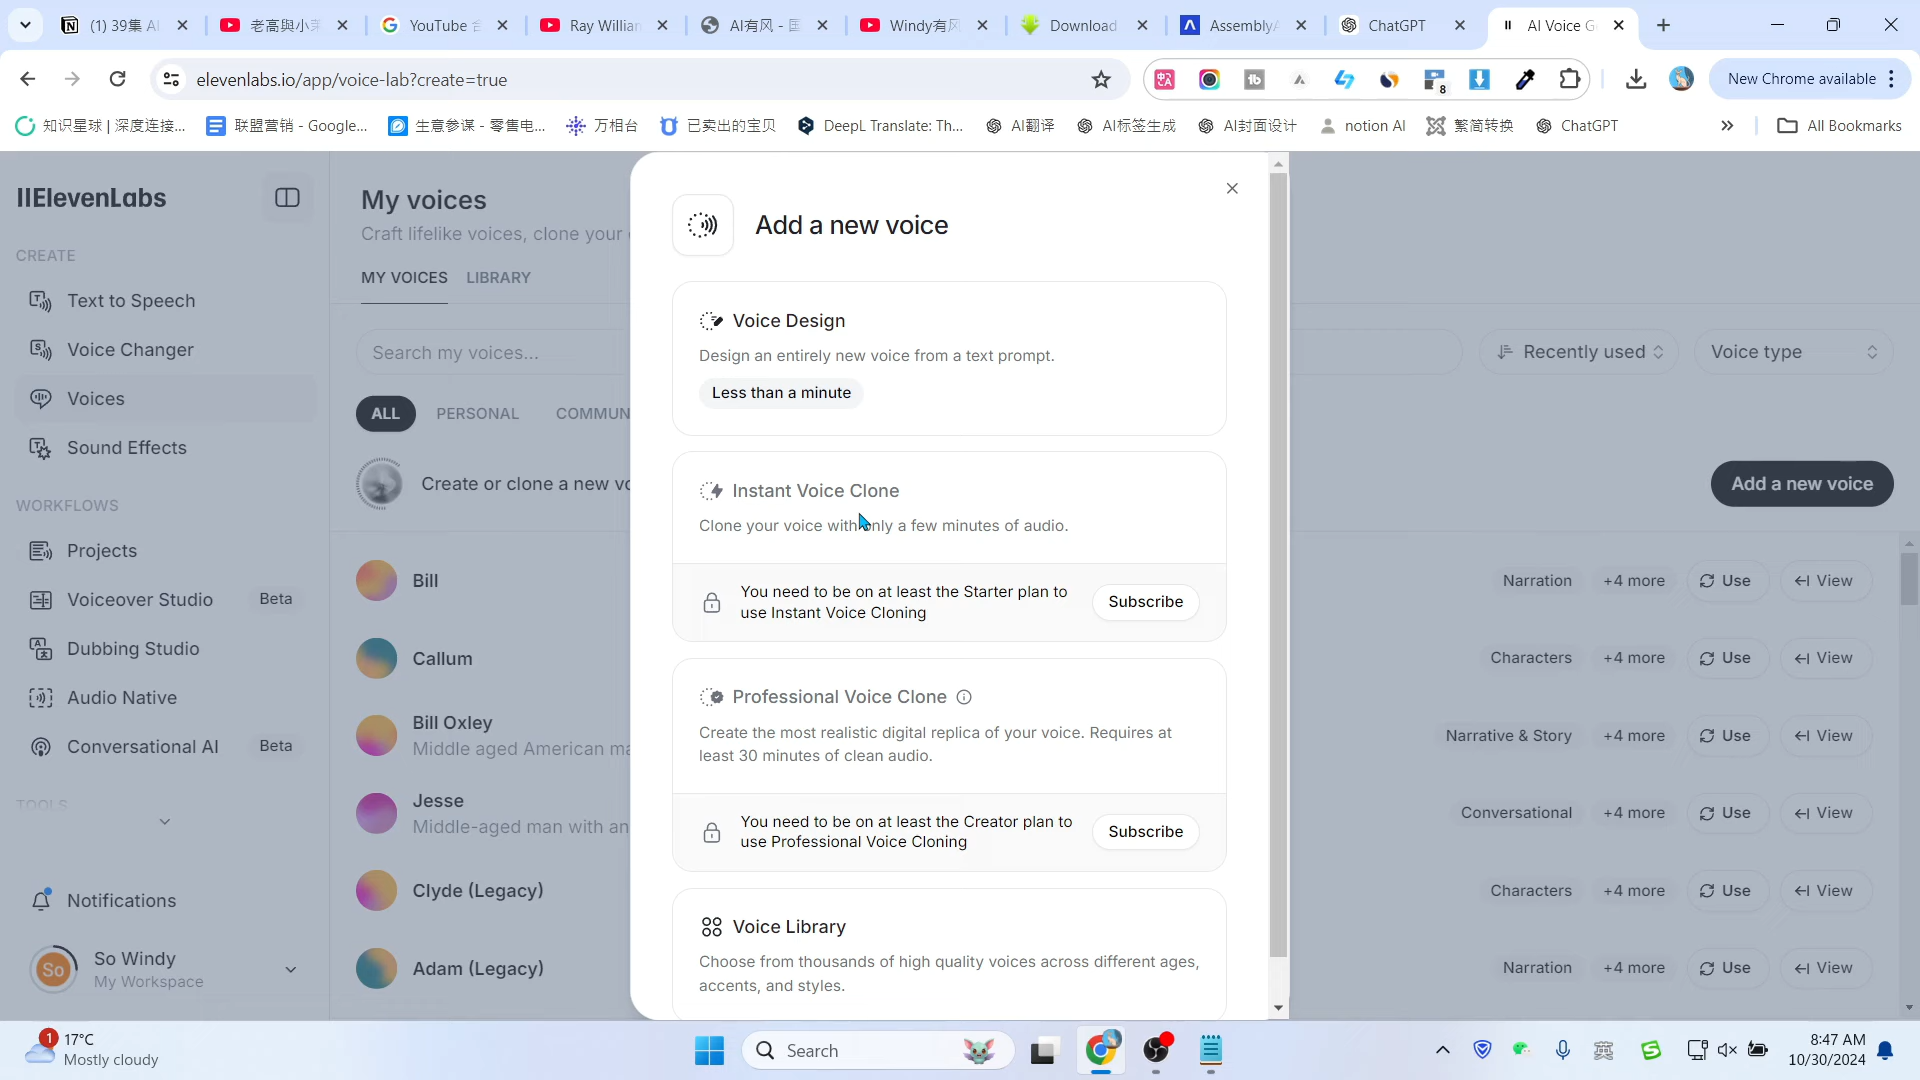 (1) 39集 AI
老高與小茉
YouTube 合
Ray William
AI有风 - 国
Windy有风
Download
AssemblyA
ChatGPT
AI Voice Ge
elevenlabs.io/app/voice-lab?create=true
8
New Chrome available
知识星球 | 深度连接...
联盟营销 - Google...
生意参谋 - 零售电...
万相台
已卖出的宝贝
DeepL Translate: Th...
AI翻译
AI标签生成
AI封面设计
notion AI
繁简转换
ChatGPT
All Bookmarks
IIElevenLabs
CREATE
Text to Speech
Voice Changer
Voices
Sound Effects
WORKFLOWS
Projects
Voiceover Studio
Beta
Dubbing Studio
Audio Native
Conversational AI
Beta
TOOLS
Notifications
So
So Windy
My Workspace
My voices
Craft lifelike voices, clone your
MY VOICES
LIBRARY
Search my voices...
Recently used
Voice type
ALL
PERSONAL
COMMUN
Create or clone a new vo
Add a new voice
Bill
Narration
+4 more
Use
View
Callum
Characters
+4 more
Use
View
Bill Oxley
Middle aged American ma
Narrative & Story
+4 more
Use
View
Jesse
Middle-aged man with an
Conversational
+4 more
Use
View
Clyde (Legacy)
Characters
+4 more
Use
View
Adam (Legacy)
Narration
+4 more
Use
View
Add a new voice
Voice Design
Design an entirely new voice from a text prompt.
Less than a minute
Instant Voice Clone
Clone your voice with only a few minutes of audio.
You need to be on at least the Starter plan to
use Instant Voice Cloning
Subscribe
Professional Voice Clone
Create the most realistic digital replica of your voice. Requires at
least 30 minutes of clean audio.
You need to be on at least the Creator plan to
use Professional Voice Cloning
Subscribe
Voice Library
Choose from thousands of high quality voices across different ages,
accents, and styles.
1
17°C
Mostly cloudy
Search
英
8:47 AM
10/30/2024